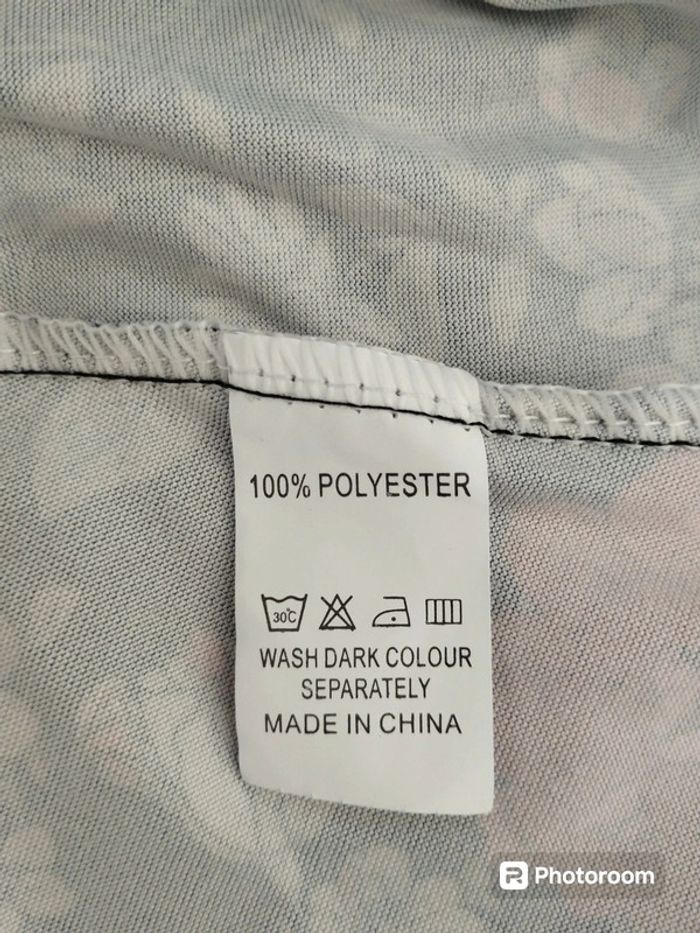 100% POLYESTER
30°C
WASH DARK COLOUR
SEPARATELY
MADE IN CHINA
Photoroom